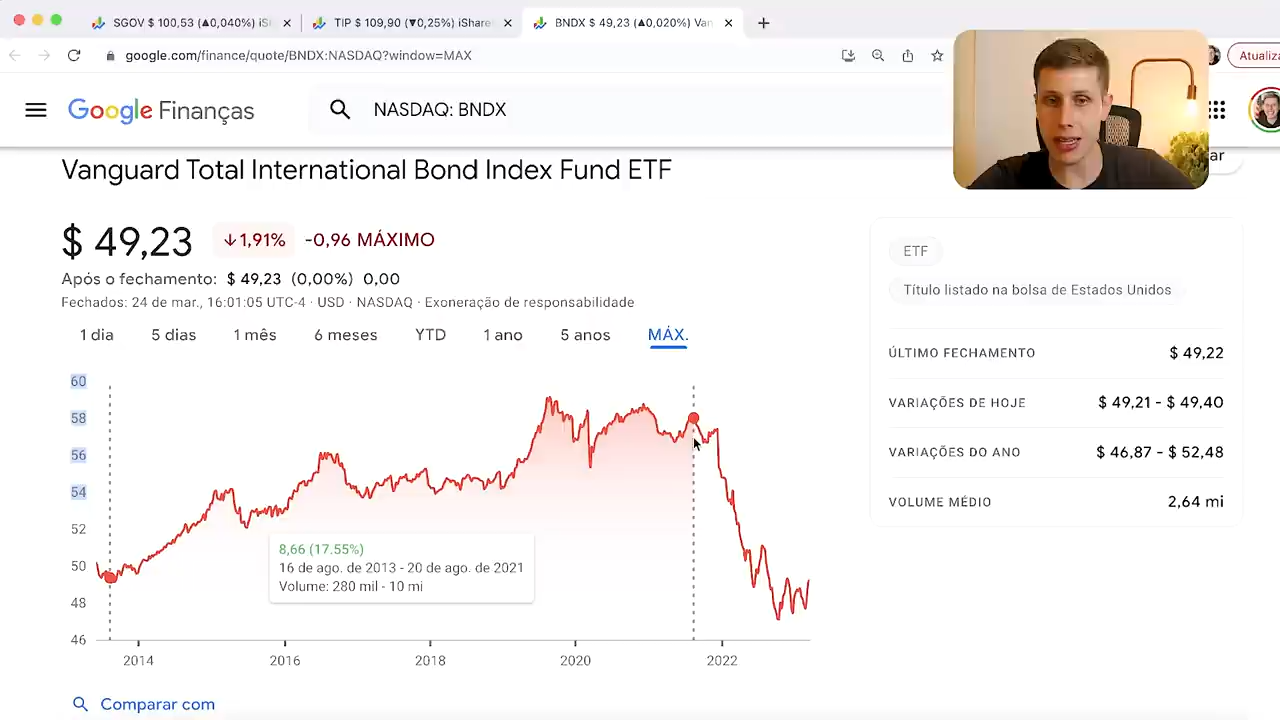 SGOV $ 100,53 (▲0,040%) iSh
TIP $ 109,90 (▼0,25%) iShare
BNDX $ 49,23 (▲0,020%) Van
google.com/finance/quote/BNDX:NASDAQ?window=MAX
Atualiza
Google Finanças
NASDAQ: BNDX
Vanguard Total International Bond Index Fund ETF
$ 49,23
↓1,91%
-0,96 MÁXIMO
Após o fechamento: $ 49,23 (0,00%) 0,00
Fechados: 24 de mar., 16:01:05 UTC-4 · USD · NASDAQ · Exoneração de responsabilidade
1 dia
5 dias
1 mês
6 meses
YTD
1 ano
5 anos
MÁX.
60
58
56
54
52
50
48
46
8,66 (17.55%)
16 de ago. de 2013 - 20 de ago. de 2021
Volume: 280 mil - 10 mi
2014
2016
2018
2020
2022
Comparar com
ETF
Título listado na bolsa de Estados Unidos
ÚLTIMO FECHAMENTO
$ 49,22
VARIAÇÕES DE HOJE
$ 49,21 - $ 49,40
VARIAÇÕES DO ANO
$ 46,87 - $ 52,48
VOLUME MÉDIO
2,64 mi